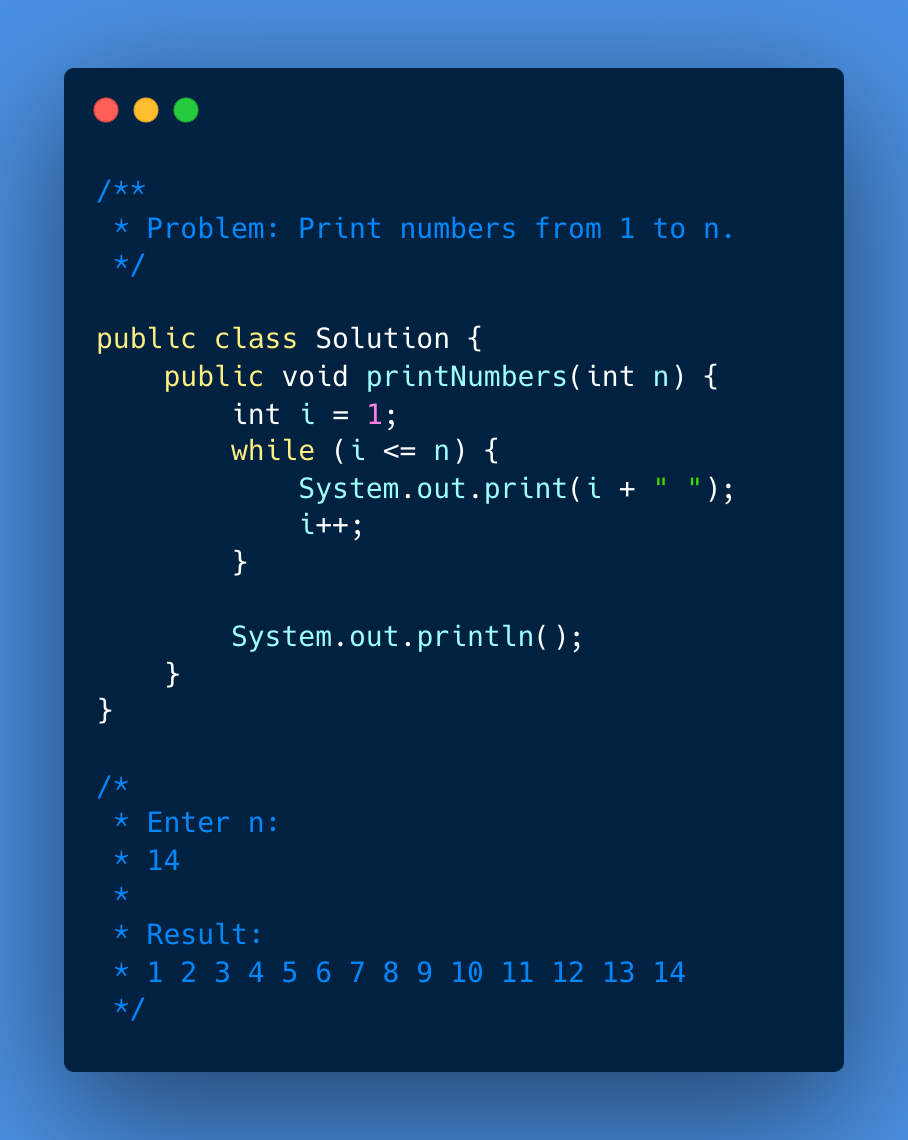 /**
 * Problem: Print numbers from 1 to n.
 */

public class Solution {
    public void printNumbers(int n) {
        int i = 1;
        while (i <= n) {
            System.out.print(i + " ");
            i++;
        }

        System.out.println();
    }
}

/*
 * Enter n:
 * 14
 *
 * Result:
 * 1 2 3 4 5 6 7 8 9 10 11 12 13 14
 */